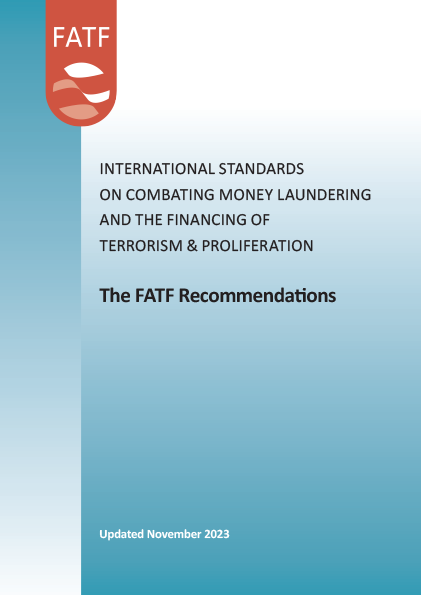 FATF
INTERNATIONAL STANDARDS
ON COMBATING MONEY LAUNDERING
AND THE FINANCING OF
TERRORISM & PROLIFERATION
The FATF Recommendations
Updated November 2023